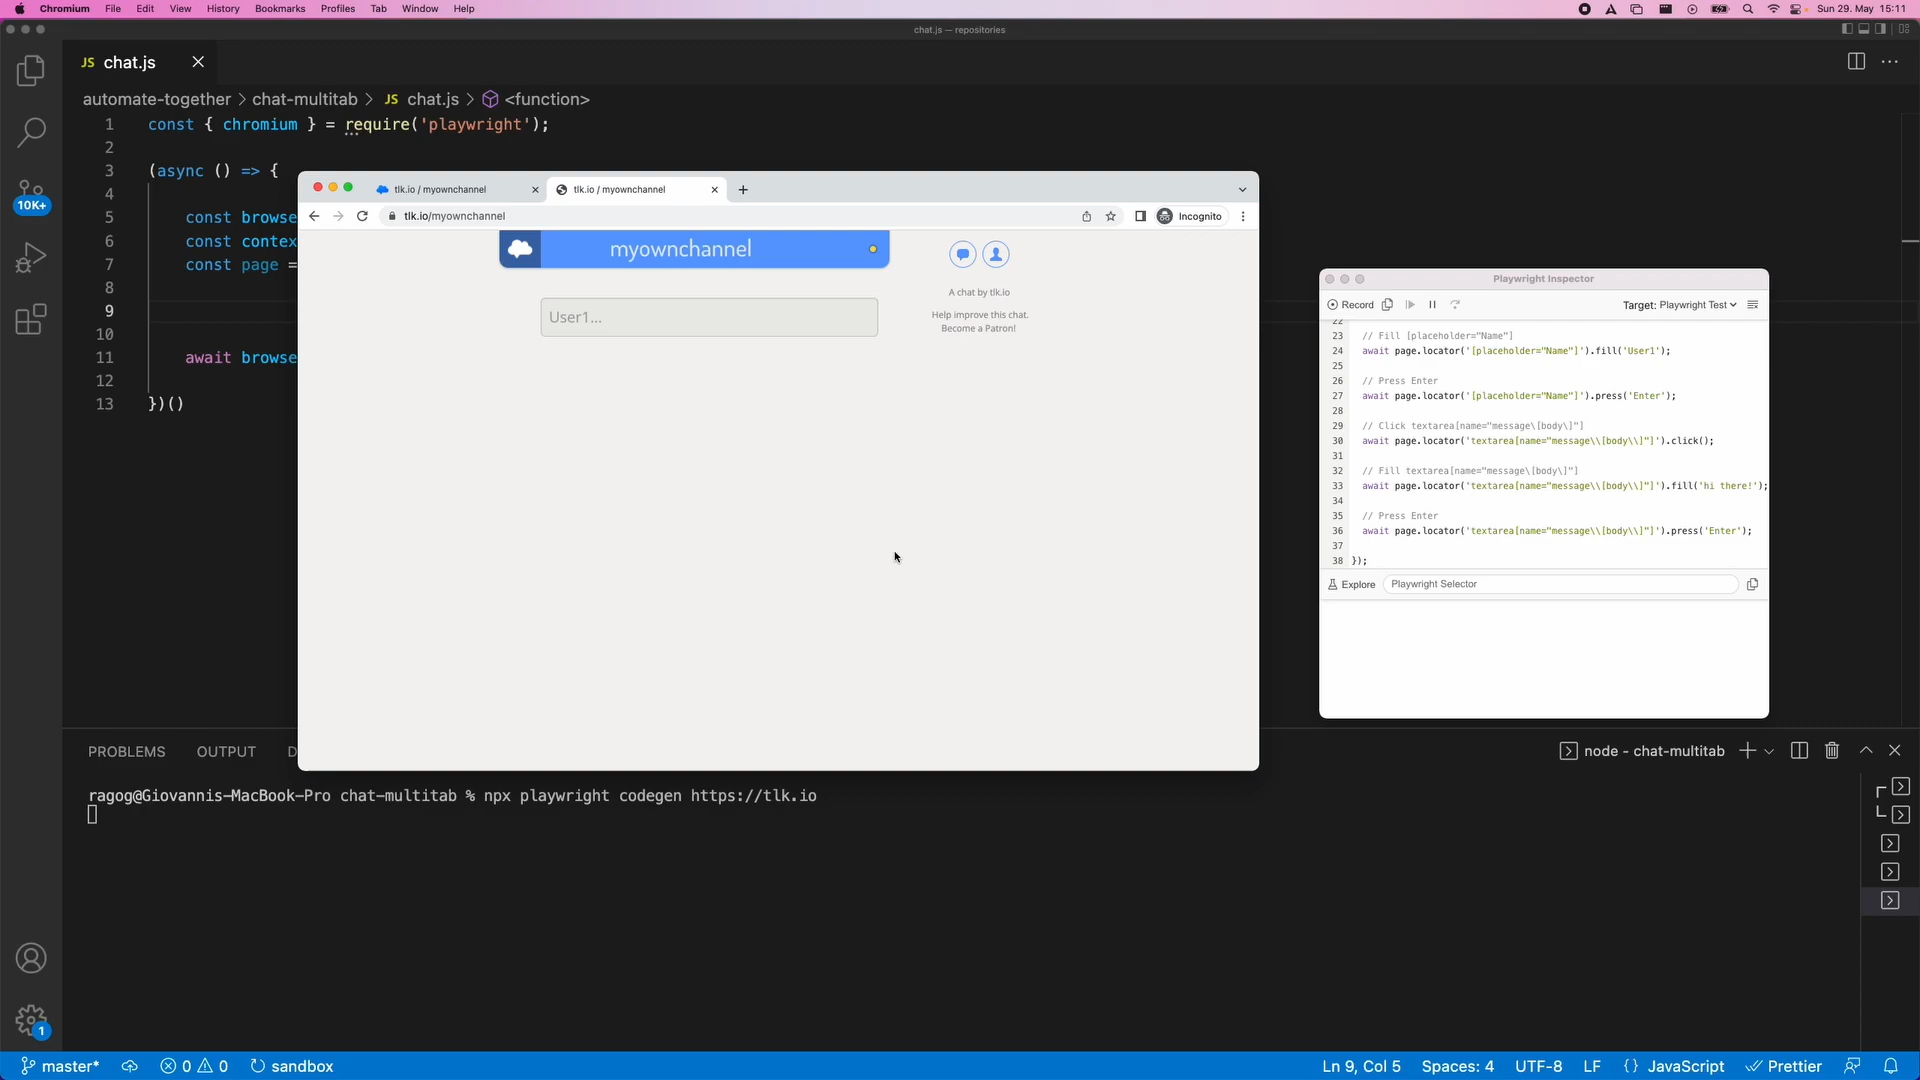 Chromium File Edit View History Bookmarks Profiles Tab Window Help Sun 29. May 15:11
chat.js — repositories
JS chat.js
automate-together > chat-multitab > JS chat.js > <function>
1 const { chromium } = require('playwright');
2
3 (async () => {
4
5 const browse
6 const contex
7 const page =
8
9
10
11 await browse
12
13 })()
tlk.io / myownchannel
tlk.io / myownchannel
tlk.io/myownchannel
Incognito
myownchannel
User1...
A chat by tlk.io
Help improve this chat.
Become a Patron!
Playwright Inspector
Record
Target: Playwright Test
22
23 // Fill [placeholder="Name"]
24 await page.locator('[placeholder="Name"]').fill('User1');
25
26 // Press Enter
27 await page.locator('[placeholder="Name"]').press('Enter');
28
29 // Click textarea[name="message\[body\]"]
30 await page.locator('textarea[name="message\\[body\\]"]').click();
31
32 // Fill textarea[name="message\[body\]"]
33 await page.locator('textarea[name="message\\[body\\]"]').fill('hi there!');
34
35 // Press Enter
36 await page.locator('textarea[name="message\\[body\\]"]').press('Enter');
37
38 });
Explore Playwright Selector
10K+
PROBLEMS OUTPUT D
node - chat-multitab
ragog@Giovannis-MacBook-Pro chat-multitab % npx playwright codegen https://tlk.io
1
master* 0 0 sandbox
Ln 9, Col 5 Spaces: 4 UTF-8 LF {} JavaScript Prettier